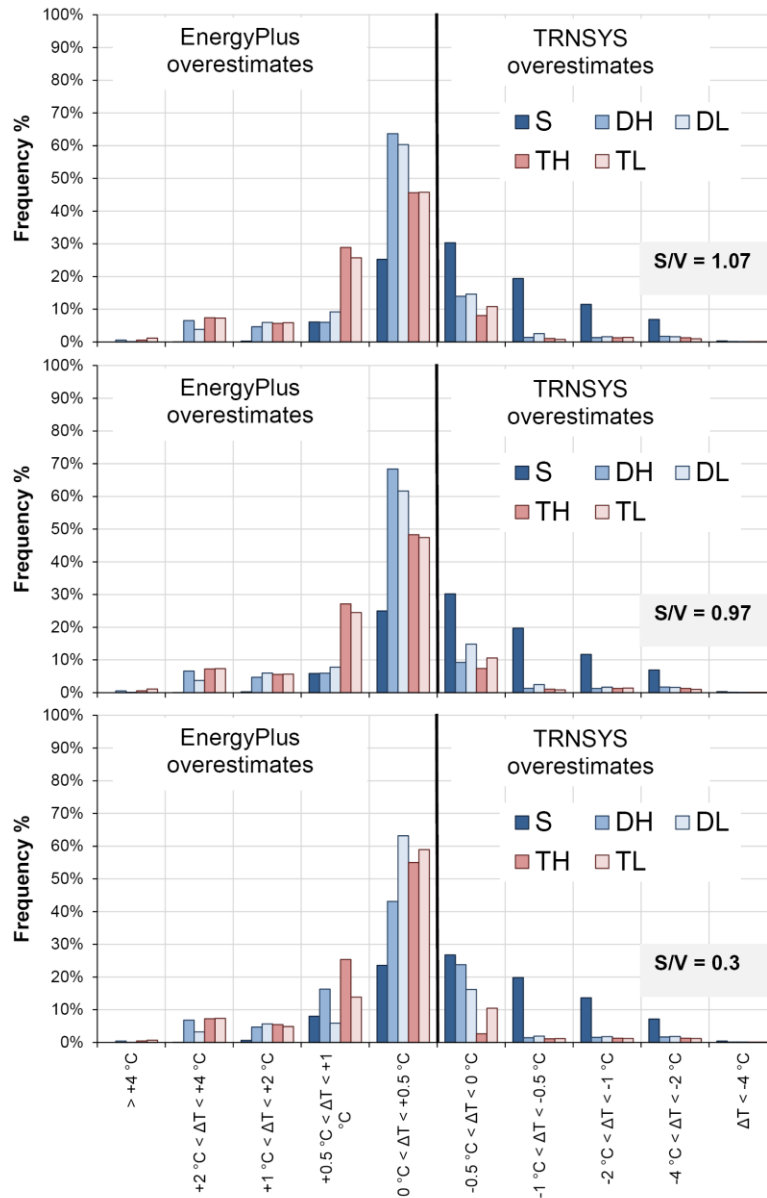 100%
90%
80%
70%
60%
50%
40%
30%
20%
10%
0%
Frequency %
EnergyPlus
overestimates
TRNSYS
overestimates
S DH DL
TH TL
S/V = 1.07
100%
90%
80%
70%
60%
50%
40%
30%
20%
10%
0%
Frequency %
EnergyPlus
overestimates
TRNSYS
overestimates
S DH DL
TH TL
S/V = 0.97
100%
90%
80%
70%
60%
50%
40%
30%
20%
10%
0%
Frequency %
EnergyPlus
overestimates
TRNSYS
overestimates
S DH DL
TH TL
S/V = 0.3
> +4 °C
+2 °C < ΔT < +4 °C
+1 °C < ΔT < +2 °C
+0.5 °C < ΔT < +1
°C
0 °C < ΔT < +0.5 °C
-0.5 °C < ΔT < 0 °C
-1 °C < ΔT < -0.5 °C
-2 °C < ΔT < -1 °C
-4 °C < ΔT < -2 °C
ΔT < -4 °C